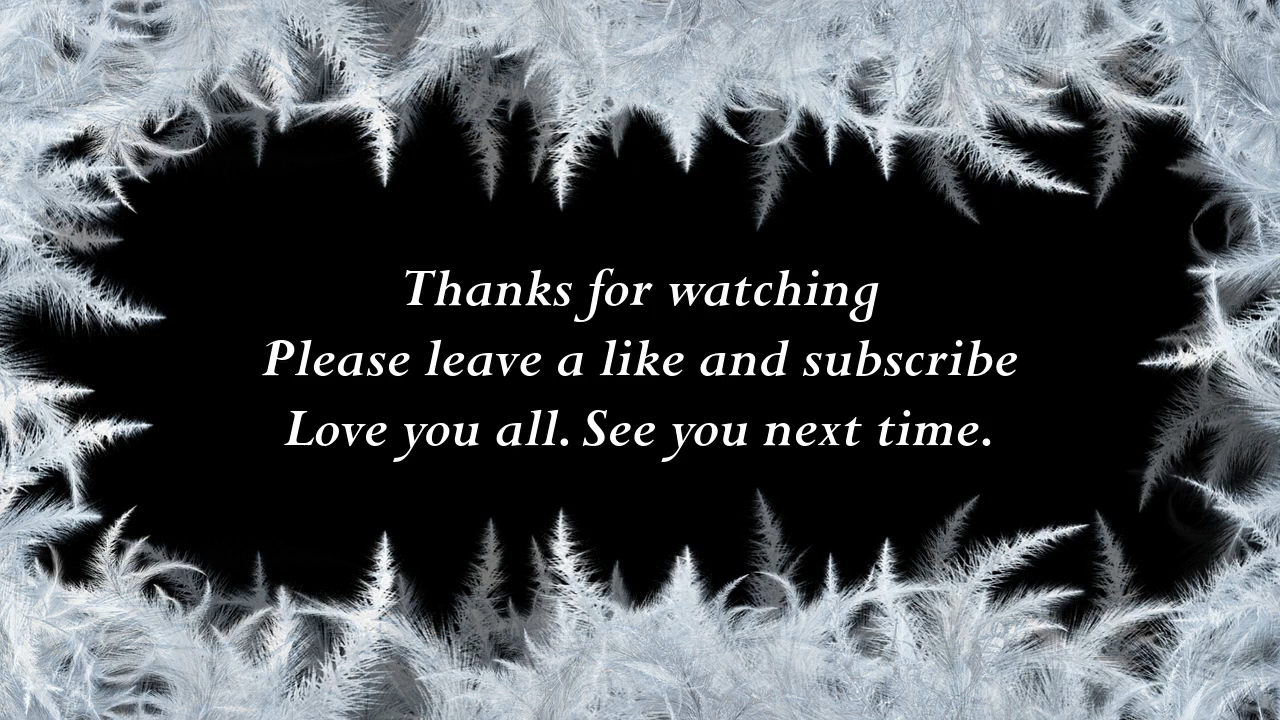 Thanks for watching
Please leave a like and subscribe
Love you all. See you next time.